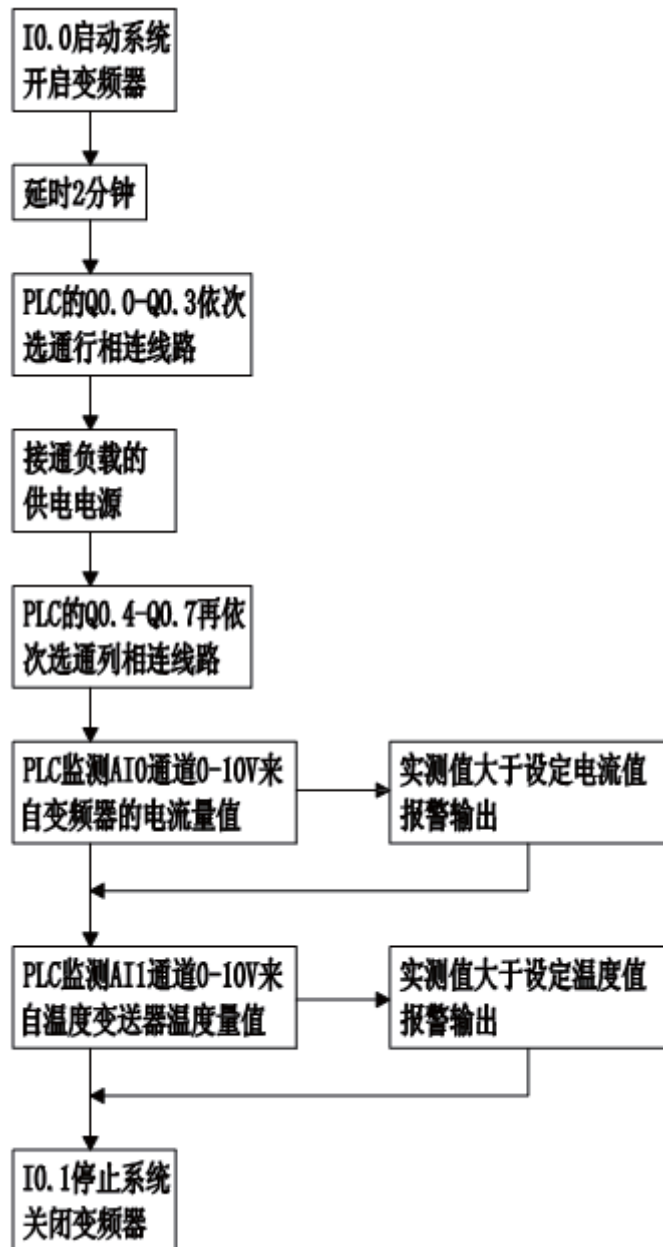 I0.0启动系统
开启变频器
延时2分钟
PLC的Q0.0-Q0.3依次
选通行相连线路
接通负载的
供电电源
PLC的Q0.4-Q0.7再依
次选通列相连线路
PLC监测AI0通道0-10V来
自变频器的电流量值
实测值大于设定电流值
报警输出
PLC监测AI1通道0-10V来
自温度变送器温度量值
实测值大于设定温度值
报警输出
I0.1停止系统
关闭变频器